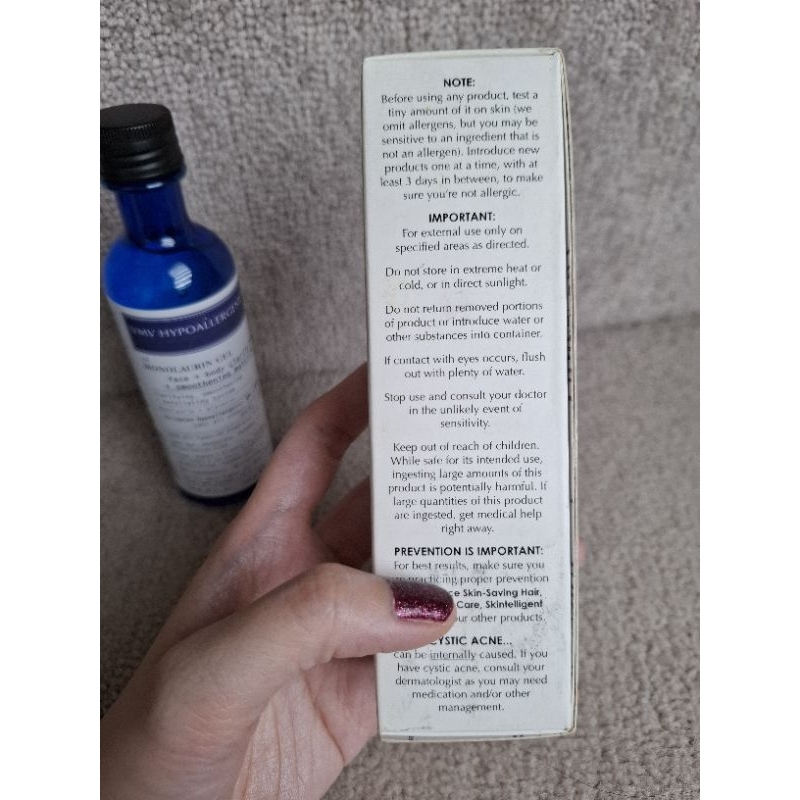 NOTE:
Before using any product, test a
tiny amount of it on skin (we
omit allergens, but you may be
sensitive to an ingredient that is
not an allergen). Introduce new
products one at a time, with at
least 3 days in between, to make
sure you're not allergic.
IMPORTANT:
For external use only on
specified areas as directed.
Do not store in extreme heat or
cold, or in direct sunlight.
Do not return removed portions
of product or introduce water or
other substances into container.
If contact with eyes occurs, flush
out with plenty of water.
Stop use and consult your doctor
in the unlikely event of
sensitivity.
Keep out of reach of children.
While safe for its intended use,
ingesting large amounts of this
product is potentially harmful. If
large quantities of this product
are ingested, get medical help
right away.
PREVENTION IS IMPORTANT:
For best results, make sure you
practicing proper prevention
Skin-Saving Hair,
Care, Skintelligent
other products.
CYSTIC ACNE...
can be internally caused. If you
have cystic acne, consult your
dermatologist as you may need
medication and/or other
management.
VMV HYPOALLERGENICS
MONOLAURIN GEL
face + body
+ smoothening